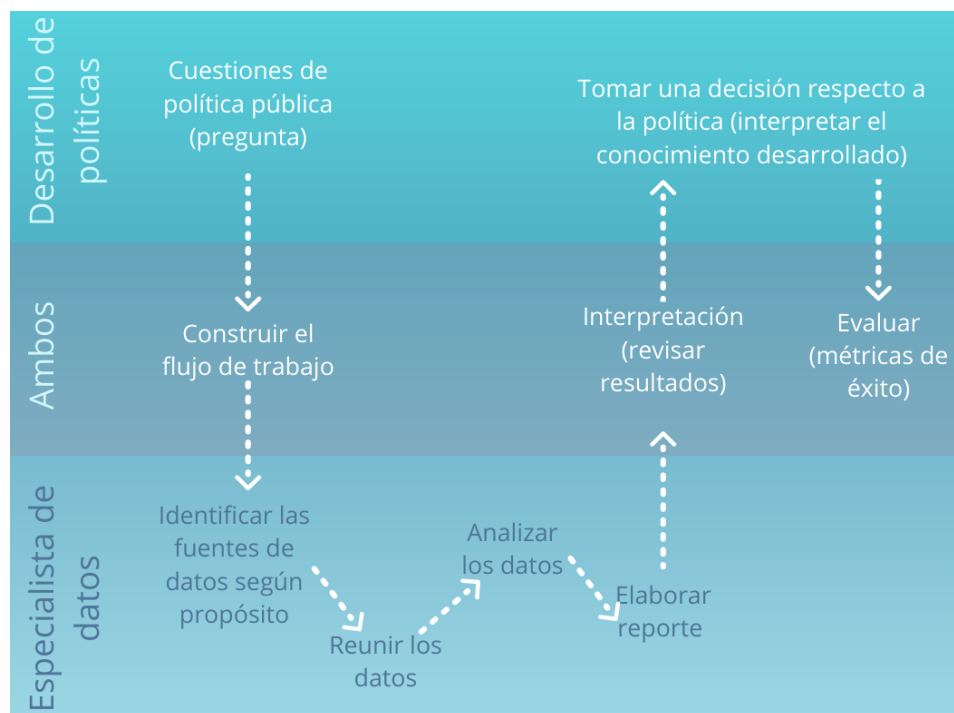 Desarrollo de
políticas
Cuestiones de
política pública
(pregunta)
Tomar una decisión respecto a
la política (interpretar el
conocimiento desarrollado)
Ambos
Construir el
flujo de trabajo
Interpretación
(revisar
resultados)
Evaluar
(métricas de
éxito)
Especialista de
datos
Identificar las
fuentes de
datos según
propósito
Reunir los
datos
Analizar
los datos
Elaborar
reporte